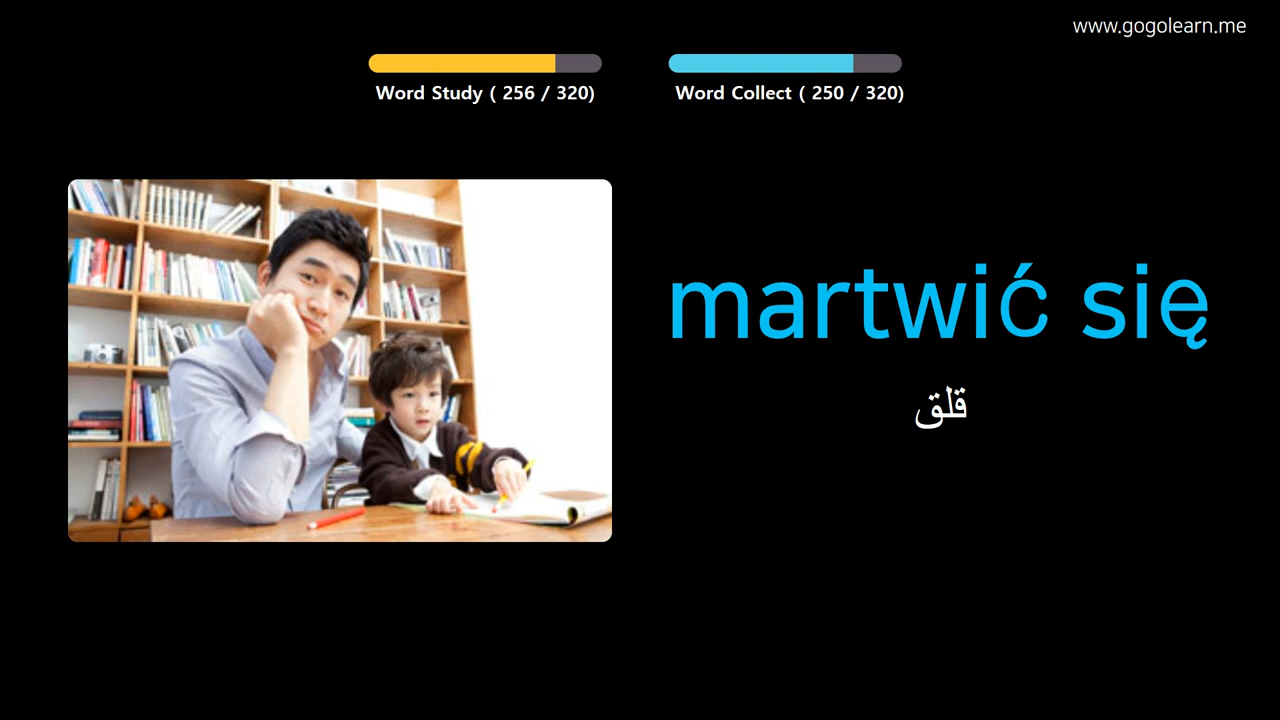 www.gogolearn.me
Word Study ( 256 / 320)
Word Collect ( 250 / 320)
martwić się
قلق